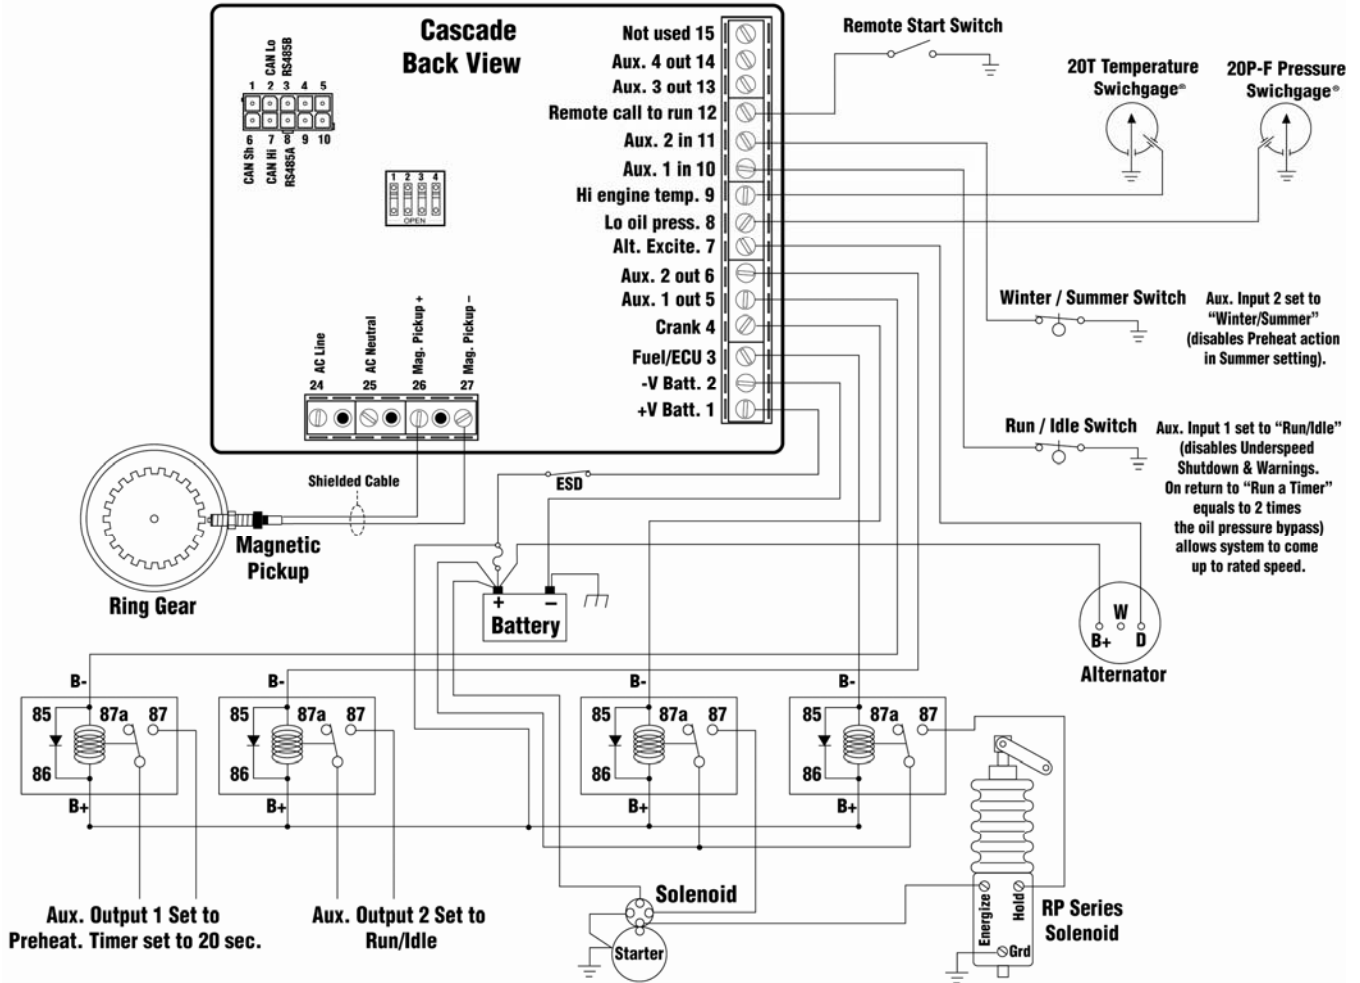 Cascade
Back View
CAN Lo
RS485B
1 2 3 4 5
6 7 8 9 10
CAN Sh
CAN Hi
RS485A
1 2 3 4
OPEN
Not used 15
Aux. 4 out 14
Aux. 3 out 13
Remote call to run 12
Aux. 2 in 11
Aux. 1 in 10
Hi engine temp. 9
Lo oil press. 8
Alt. Excite. 7
Aux. 2 out 6
Aux. 1 out 5
Crank 4
Fuel/ECU 3
-V Batt. 2
+V Batt. 1
AC Line
AC Neutral
Mag. Pickup +
Mag. Pickup –
24 25 26 27
Remote Start Switch
20T Temperature
Swichgage®
20P-F Pressure
Swichgage®
Winter / Summer Switch
Aux. Input 2 set to
“Winter/Summer”
(disables Preheat action
in Summer setting).
Run / Idle Switch
Aux. Input 1 set to “Run/Idle”
(disables Underspeed
Shutdown & Warnings.
On return to “Run a Timer”
equals to 2 times
the oil pressure bypass)
allows system to come
up to rated speed.
Shielded Cable
ESD
Magnetic
Pickup
Ring Gear
+ –
Battery
W
B+ D
Alternator
B- B- B- B-
85 87a 87 85 87a 87 85 87a 87 85 87a 87
86 86 86 86
B+ B+ B+ B+
Aux. Output 1 Set to
Preheat. Timer set to 20 sec.
Aux. Output 2 Set to
Run/Idle
Solenoid
Starter
Energize
Hold
Grd
RP Series
Solenoid